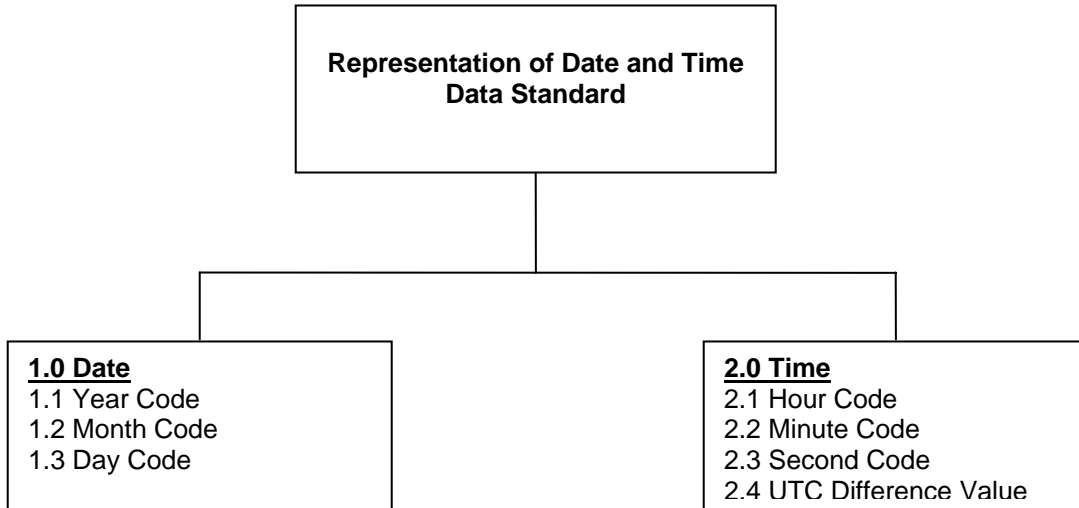 Representation of Date and Time
Data Standard
1.0 Date
1.1 Year Code
1.2 Month Code
1.3 Day Code
2.0 Time
2.1 Hour Code
2.2 Minute Code
2.3 Second Code
2.4 UTC Difference Value